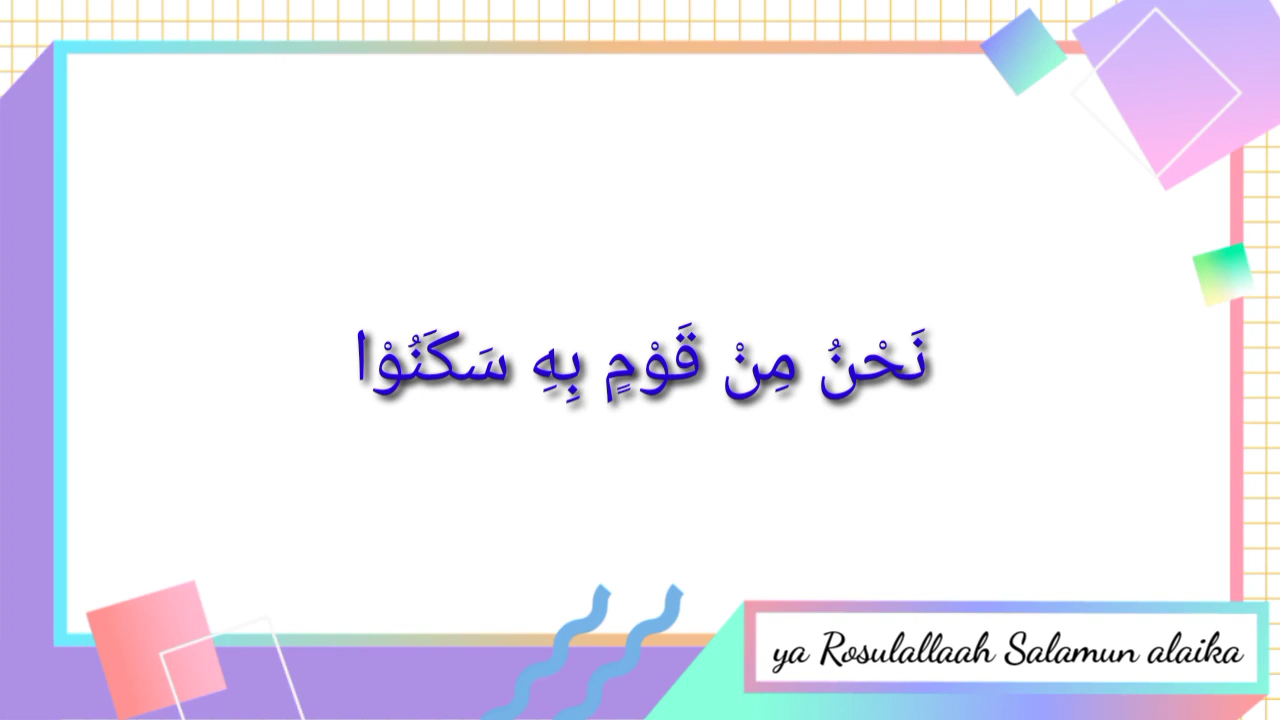 نَحْنُ مِنْ قَوْمٍ بِهِ سَكَنُوْا
ya Rosulallaah Salamun alaika